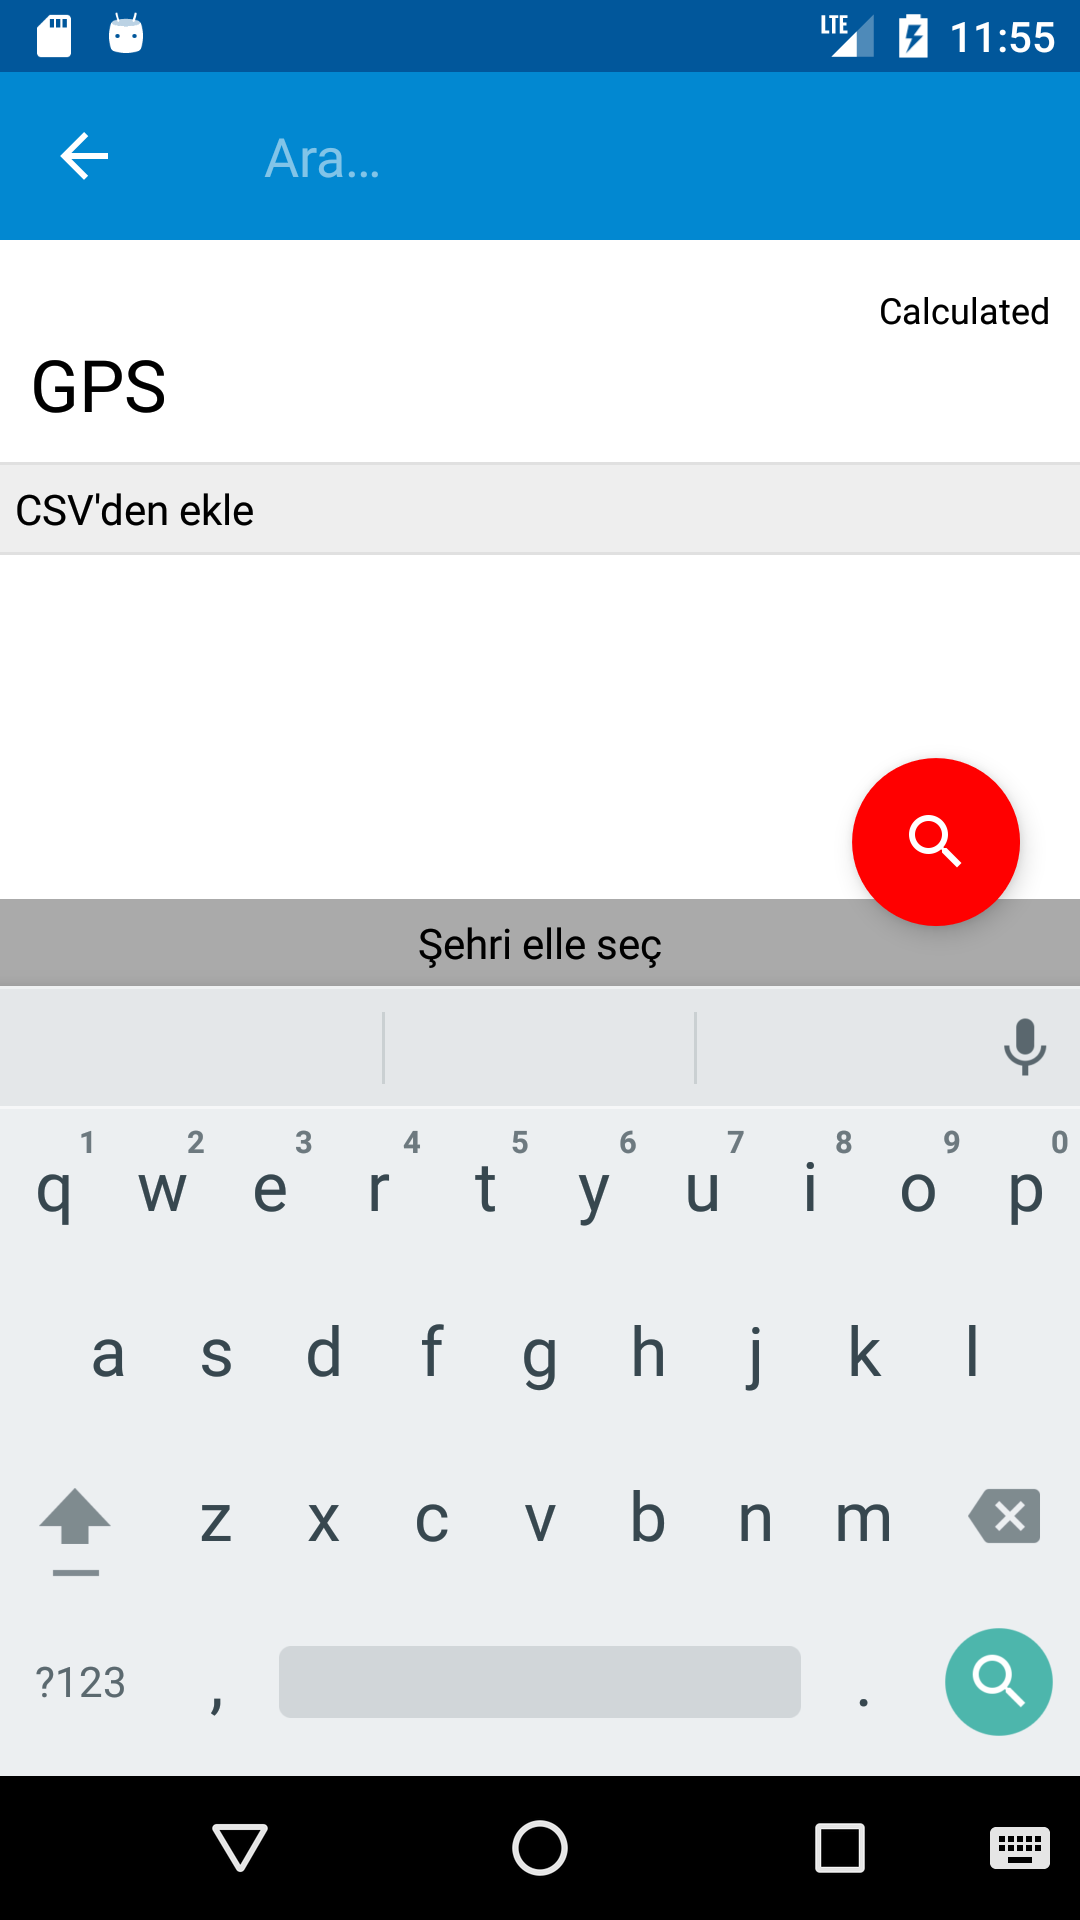 LTE 11:55
Ara...
Calculated
GPS
CSV'den ekle
Şehri elle seç
1 2 3 4 5 6 7 8 9 0
q w e r t y u i o p
a s d f g h j k l
z x c v b n m
?123 , .